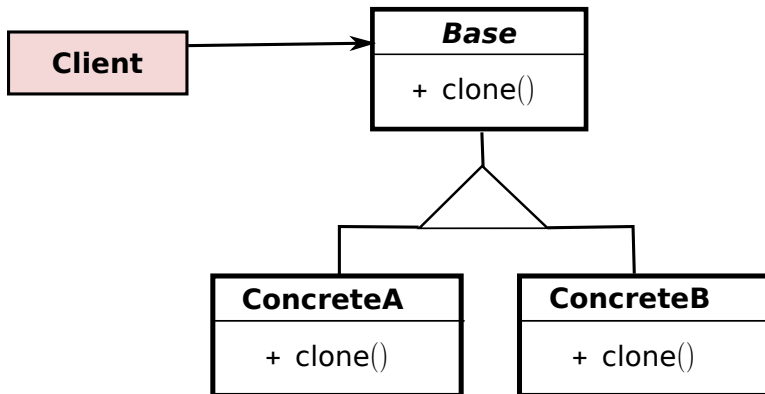 Base
Client
+ clone()
ConcreteA
ConcreteB
+ clone()
+ clone()